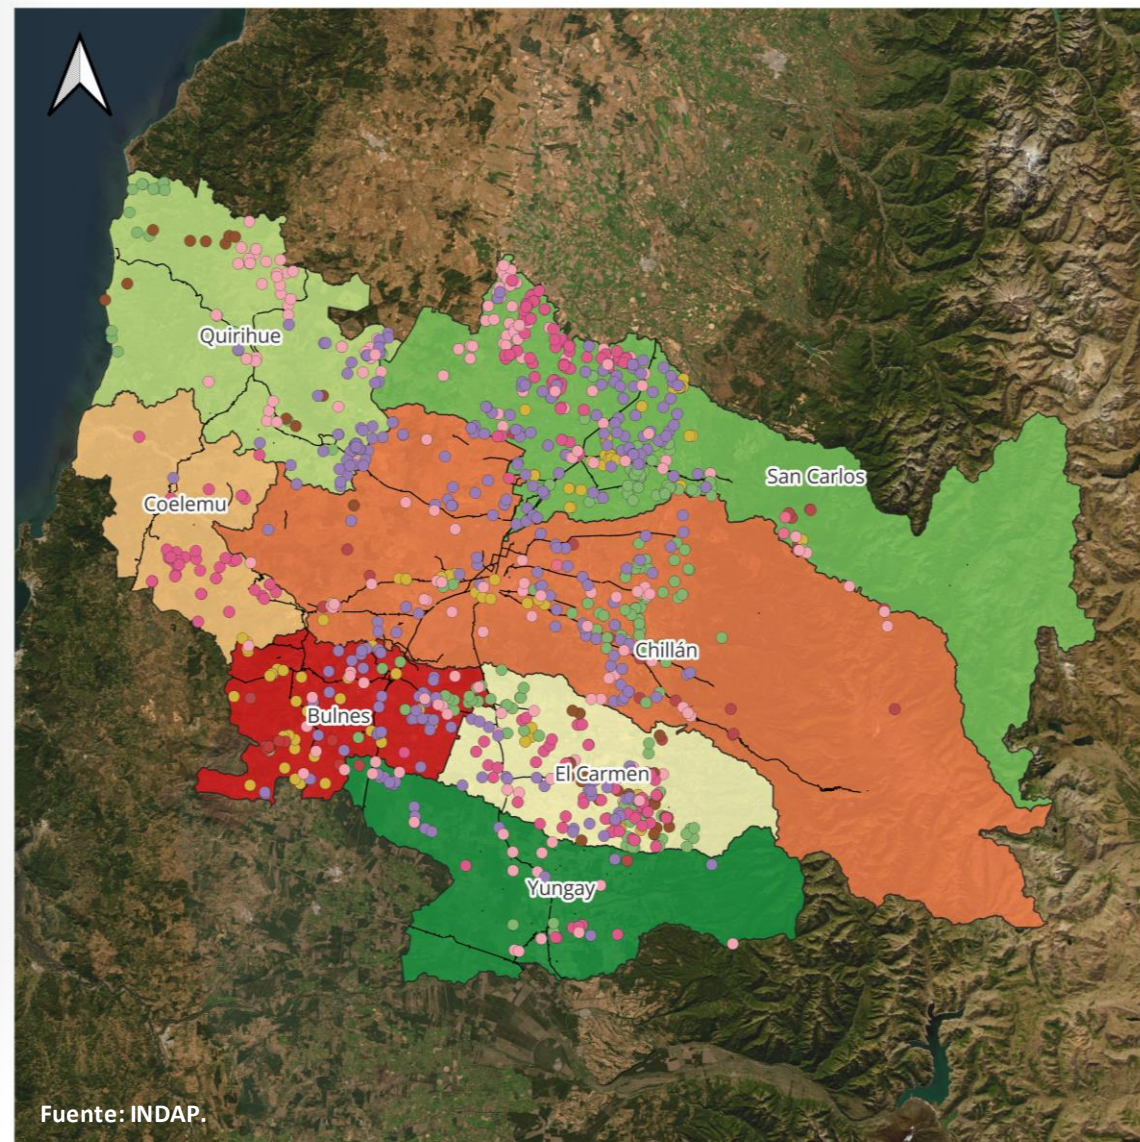 Quirihue
San Carlos
Coelemu
Chillán
Bulnes
El Carmen
Yungay
Fuente: INDAP.